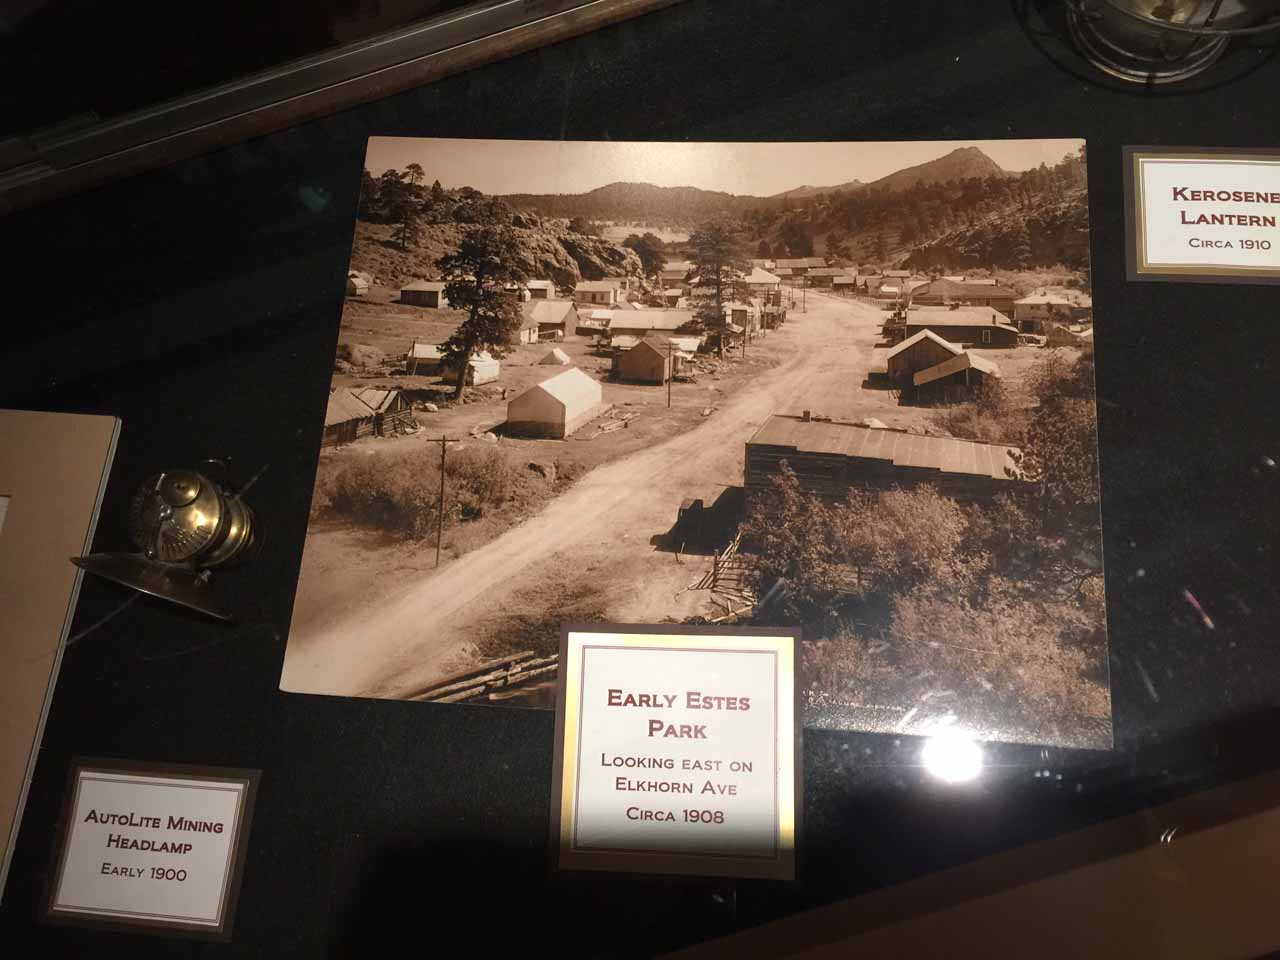 Kerosene
Lantern
Circa 1910
Early Estes
Park
Looking east on
Elkhorn Ave
Circa 1908
AutoLite Mining
Headlamp
Early 1900